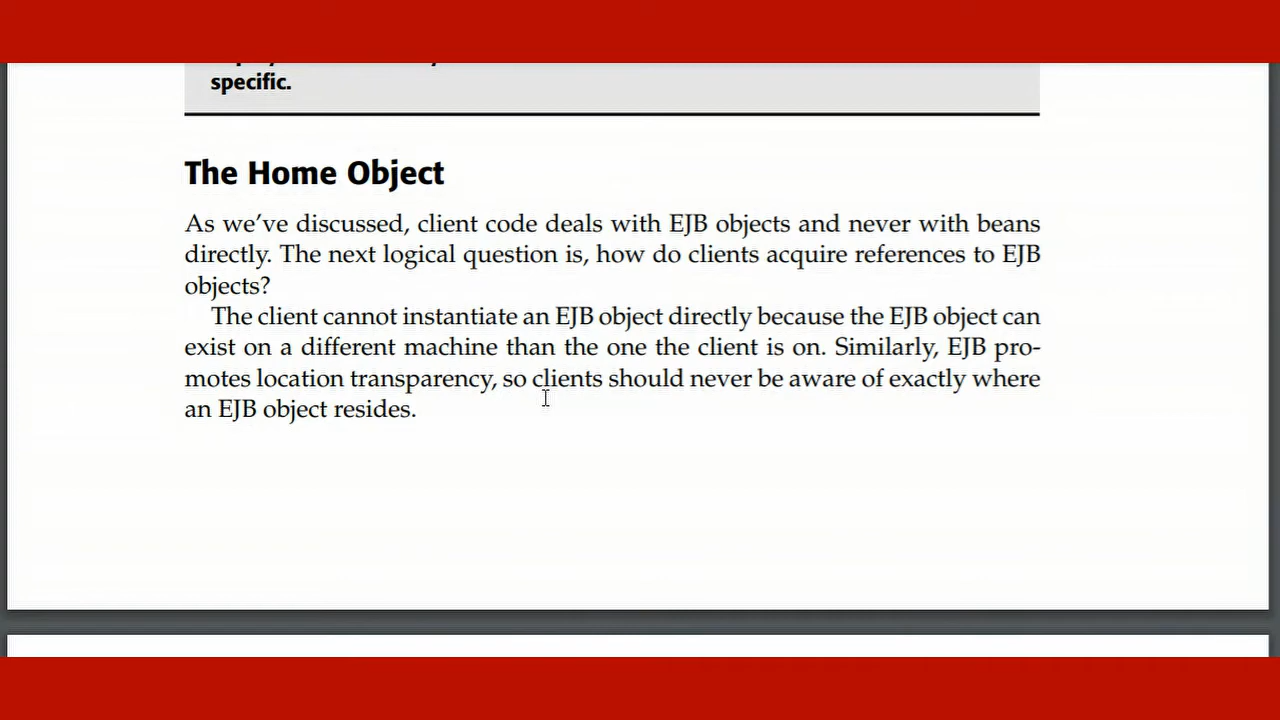 specific.
The Home Object
As we've discussed, client code deals with EJB objects and never with beans
directly. The next logical question is, how do clients acquire references to EJB
objects?
The client cannot instantiate an EJB object directly because the EJB object can
exist on a different machine than the one the client is on. Similarly, EJB pro-
motes location transparency, so clients should never be aware of exactly where
an EJB object resides.